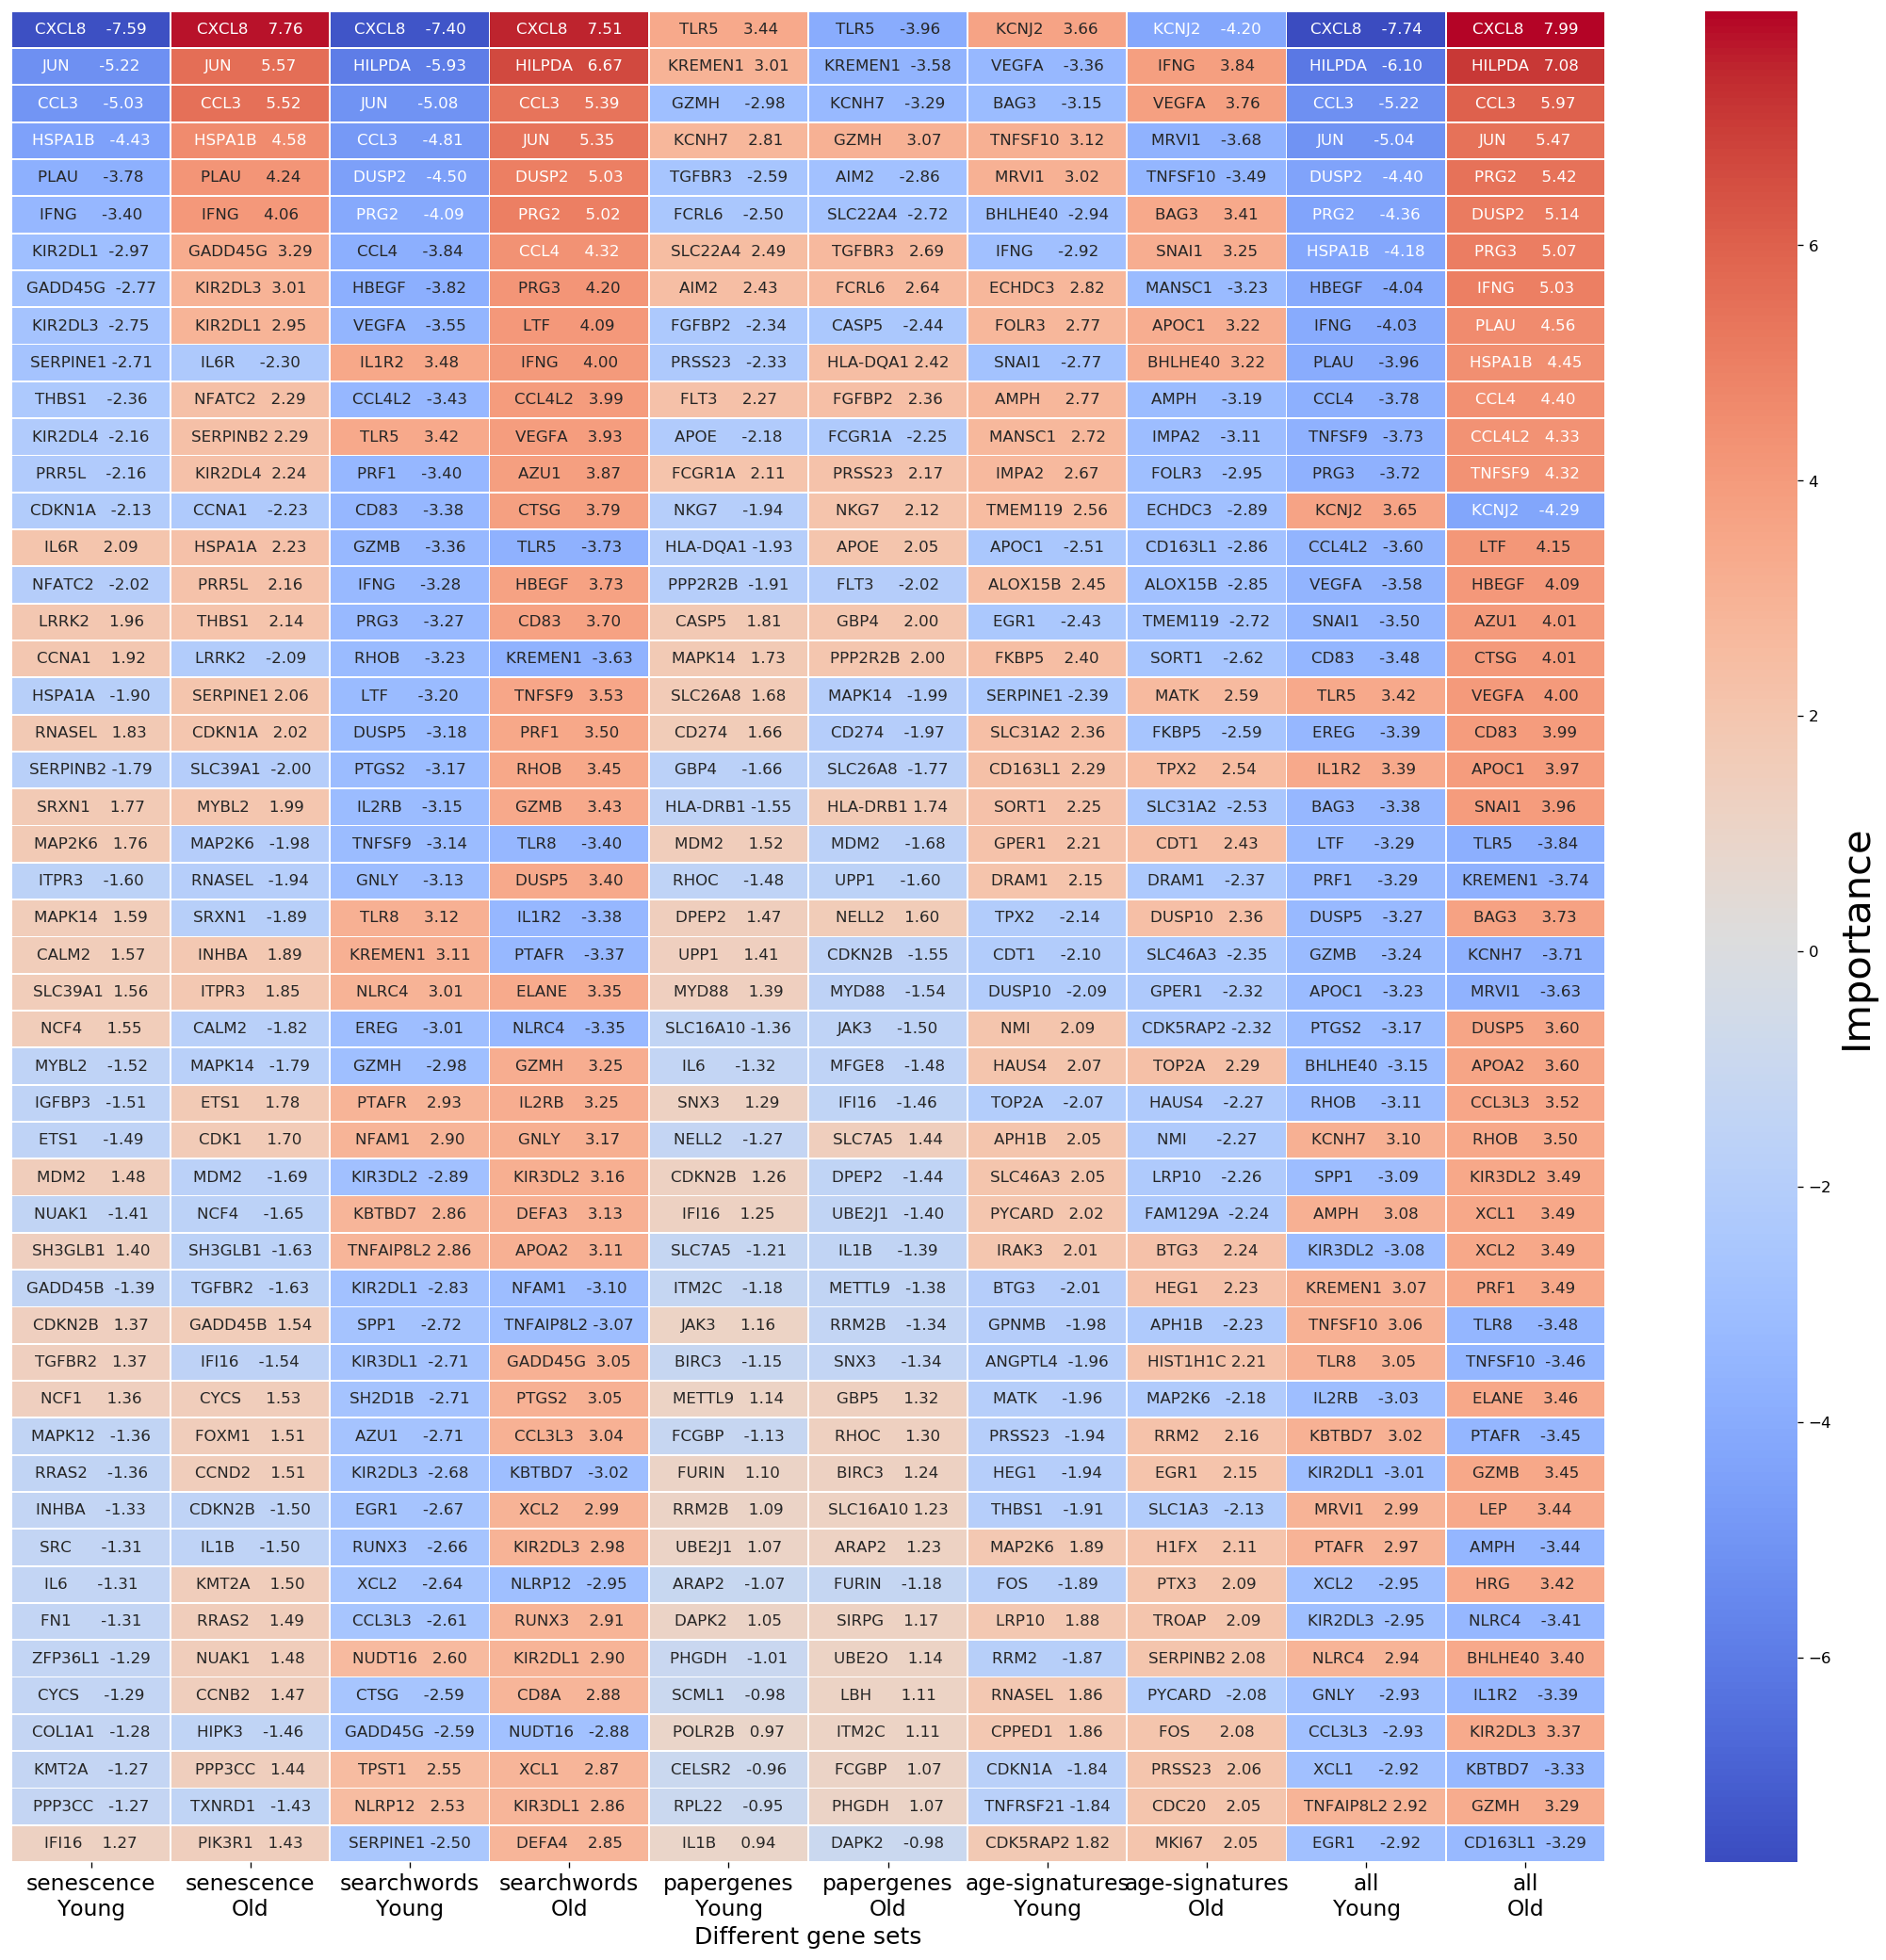 CXCL8 -7.59 CXCL8 7.76 CXCL8 -7.40 CXCL8 7.51 TLR5 3.44 TLR5 -3.96 KCNJ2 3.66 KCNJ2 -4.20 CXCL8 -7.74 CXCL8 7.99
JUN -5.22 JUN 5.57 HILPDA -5.93 HILPDA 6.67 KREMEN1 3.01 KREMEN1 -3.58 VEGFA -3.36 IFNG 3.84 HILPDA -6.10 HILPDA 7.08
CCL3 -5.03 CCL3 5.52 JUN -5.08 CCL3 5.39 GZMH -2.98 KCNH7 -3.29 BAG3 -3.15 VEGFA 3.76 CCL3 -5.22 CCL3 5.97
HSPA1B -4.43 HSPA1B 4.58 CCL3 -4.81 JUN 5.35 KCNH7 2.81 GZMH 3.07 TNFSF10 3.12 MRVI1 -3.68 JUN -5.04 JUN 5.47
PLAU -3.78 PLAU 4.24 DUSP2 -4.50 DUSP2 5.03 TGFBR3 -2.59 AIM2 -2.86 MRVI1 3.02 TNFSF10 -3.49 DUSP2 -4.40 PRG2 5.42
IFNG -3.40 IFNG 4.06 PRG2 -4.09 PRG2 5.02 FCRL6 -2.50 SLC22A4 -2.72 BHLHE40 -2.94 BAG3 3.41 PRG2 -4.36 DUSP2 5.14
KIR2DL1 -2.97 GADD45G 3.29 CCL4 -3.84 CCL4 4.32 SLC22A4 2.49 TGFBR3 2.69 IFNG -2.92 SNAI1 3.25 HSPA1B -4.18 PRG3 5.07
GADD45G -2.77 KIR2DL3 3.01 HBEGF -3.82 PRG3 4.20 AIM2 2.43 FCRL6 2.64 ECHDC3 2.82 MANSC1 -3.23 HBEGF -4.04 IFNG 5.03
KIR2DL3 -2.75 KIR2DL1 2.95 VEGFA -3.55 LTF 4.09 FGFBP2 -2.34 CASP5 -2.44 FOLR3 2.77 APOC1 3.22 IFNG -4.03 PLAU 4.56
SERPINE1 -2.71 IL6R -2.30 IL1R2 3.48 IFNG 4.00 PRSS23 -2.33 HLA-DQA1 2.42 SNAI1 -2.77 BHLHE40 3.22 PLAU -3.96 HSPA1B 4.45
THBS1 -2.36 NFATC2 2.29 CCL4L2 -3.43 CCL4L2 3.99 FLT3 2.27 FGFBP2 2.36 AMPH 2.77 AMPH -3.19 CCL4 -3.78 CCL4 4.40
KIR2DL4 -2.16 SERPINB2 2.29 TLR5 3.42 VEGFA 3.93 APOE -2.18 FCGR1A -2.25 MANSC1 2.72 IMPA2 -3.11 TNFSF9 -3.73 CCL4L2 4.33
PRR5L -2.16 KIR2DL4 2.24 PRF1 -3.40 AZU1 3.87 FCGR1A 2.11 PRSS23 2.17 IMPA2 2.67 FOLR3 -2.95 PRG3 -3.72 TNFSF9 4.32
CDKN1A -2.13 CCNA1 -2.23 CD83 -3.38 CTSG 3.79 NKG7 -1.94 NKG7 2.12 TMEM119 2.56 ECHDC3 -2.89 KCNJ2 3.65 KCNJ2 -4.29
IL6R 2.09 HSPA1A 2.23 GZMB -3.36 TLR5 -3.73 HLA-DQA1 -1.93 APOE 2.05 APOC1 -2.51 CD163L1 -2.86 CCL4L2 -3.60 LTF 4.15
NFATC2 -2.02 PRR5L 2.16 IFNG -3.28 HBEGF 3.73 PPP2R2B -1.91 FLT3 -2.02 ALOX15B 2.45 ALOX15B -2.85 VEGFA -3.58 HBEGF 4.09
LRRK2 1.96 THBS1 2.14 PRG3 -3.27 CD83 3.70 CASP5 1.81 GBP4 2.00 EGR1 -2.43 TMEM119 -2.72 SNAI1 -3.50 AZU1 4.01
CCNA1 1.92 LRRK2 -2.09 RHOB -3.23 KREMEN1 -3.63 MAPK14 1.73 PPP2R2B 2.00 FKBP5 2.40 SORT1 -2.62 CD83 -3.48 CTSG 4.01
HSPA1A -1.90 SERPINE1 2.06 LTF -3.20 TNFSF9 3.53 SLC26A8 1.68 MAPK14 -1.99 SERPINE1 -2.39 MATK 2.59 TLR5 3.42 VEGFA 4.00
RNASEL 1.83 CDKN1A 2.02 DUSP5 -3.18 PRF1 3.50 CD274 1.66 CD274 -1.97 SLC31A2 2.36 FKBP5 -2.59 EREG -3.39 CD83 3.99
SERPINB2 -1.79 SLC39A1 -2.00 PTGS2 -3.17 RHOB 3.45 GBP4 -1.66 SLC26A8 -1.77 CD163L1 2.29 TPX2 2.54 IL1R2 3.39 APOC1 3.97
SRXN1 1.77 MYBL2 1.99 IL2RB -3.15 GZMB 3.43 HLA-DRB1 -1.55 HLA-DRB1 1.74 SORT1 2.25 SLC31A2 -2.53 BAG3 -3.38 SNAI1 3.96
MAP2K6 1.76 MAP2K6 -1.98 TNFSF9 -3.14 TLR8 -3.40 MDM2 1.52 MDM2 -1.68 GPER1 2.21 CDT1 2.43 LTF -3.29 TLR5 -3.84
ITPR3 -1.60 RNASEL -1.94 GNLY -3.13 DUSP5 3.40 RHOC -1.48 UPP1 -1.60 DRAM1 2.15 DRAM1 -2.37 PRF1 -3.29 KREMEN1 -3.74
MAPK14 1.59 SRXN1 -1.89 TLR8 3.12 IL1R2 -3.38 DPEP2 1.47 NELL2 1.60 TPX2 -2.14 DUSP10 2.36 DUSP5 -3.27 BAG3 3.73
CALM2 1.57 INHBA 1.89 KREMEN1 3.11 PTAFR -3.37 UPP1 1.41 CDKN2B -1.55 CDT1 -2.10 SLC46A3 -2.35 GZMB -3.24 KCNH7 -3.71
SLC39A1 1.56 ITPR3 1.85 NLRC4 3.01 ELANE 3.35 MYD88 1.39 MYD88 -1.54 DUSP10 -2.09 GPER1 -2.32 APOC1 -3.23 MRVI1 -3.63
NCF4 1.55 CALM2 -1.82 EREG -3.01 NLRC4 -3.35 SLC16A10 -1.36 JAK3 -1.50 NMI 2.09 CDK5RAP2 -2.32 PTGS2 -3.17 DUSP5 3.60
MYBL2 -1.52 MAPK14 -1.79 GZMH -2.98 GZMH 3.25 IL6 -1.32 MFGE8 -1.48 HAUS4 2.07 TOP2A 2.29 BHLHE40 -3.15 APOA2 3.60
IGFBP3 -1.51 ETS1 1.78 PTAFR 2.93 IL2RB 3.25 SNX3 1.29 IFI16 -1.46 TOP2A -2.07 HAUS4 -2.27 RHOB -3.11 CCL3L3 3.52
ETS1 -1.49 CDK1 1.70 NFAM1 2.90 GNLY 3.17 NELL2 -1.27 SLC7A5 1.44 APH1B 2.05 NMI -2.27 KCNH7 3.10 RHOB 3.50
MDM2 1.48 MDM2 -1.69 KIR3DL2 -2.89 KIR3DL2 3.16 CDKN2B 1.26 DPEP2 -1.44 SLC46A3 2.05 LRP10 -2.26 SPP1 -3.09 KIR3DL2 3.49
NUAK1 -1.41 NCF4 -1.65 KBTBD7 2.86 DEFA3 3.13 IFI16 1.25 UBE2J1 -1.40 PYCARD 2.02 FAM129A -2.24 AMPH 3.08 XCL1 3.49
SH3GLB1 1.40 SH3GLB1 -1.63 TNFAIP8L2 2.86 APOA2 3.11 SLC7A5 -1.21 IL1B -1.39 IRAK3 2.01 BTG3 2.24 KIR3DL2 -3.08 XCL2 3.49
GADD45B -1.39 TGFBR2 -1.63 KIR2DL1 -2.83 NFAM1 -3.10 ITM2C -1.18 METTL9 -1.38 BTG3 -2.01 HEG1 2.23 KREMEN1 3.07 PRF1 3.49
CDKN2B 1.37 GADD45B 1.54 SPP1 -2.72 TNFAIP8L2 -3.07 JAK3 1.16 RRM2B -1.34 GPNMB -1.98 APH1B -2.23 TNFSF10 3.06 TLR8 -3.48
TGFBR2 1.37 IFI16 -1.54 KIR3DL1 -2.71 GADD45G 3.05 BIRC3 -1.15 SNX3 -1.34 ANGPTL4 -1.96 HIST1H1C 2.21 TLR8 3.05 TNFSF10 -3.46
NCF1 1.36 CYCS 1.53 SH2D1B -2.71 PTGS2 3.05 METTL9 1.14 GBP5 1.32 MATK -1.96 MAP2K6 -2.18 IL2RB -3.03 ELANE 3.46
MAPK12 -1.36 FOXM1 1.51 AZU1 -2.71 CCL3L3 3.04 FCGBP -1.13 RHOC 1.30 PRSS23 -1.94 RRM2 2.16 KBTBD7 3.02 PTAFR -3.45
RRAS2 -1.36 CCND2 1.51 KIR2DL3 -2.68 KBTBD7 -3.02 FURIN 1.10 BIRC3 1.24 HEG1 -1.94 EGR1 2.15 KIR2DL1 -3.01 GZMB 3.45
INHBA -1.33 CDKN2B -1.50 EGR1 -2.67 XCL2 2.99 RRM2B 1.09 SLC16A10 1.23 THBS1 -1.91 SLC1A3 -2.13 MRVI1 2.99 LEP 3.44
SRC -1.31 IL1B -1.50 RUNX3 -2.66 KIR2DL3 2.98 UBE2J1 1.07 ARAP2 1.23 MAP2K6 1.89 H1FX 2.11 PTAFR 2.97 AMPH -3.44
IL6 -1.31 KMT2A 1.50 XCL2 -2.64 NLRP12 -2.95 ARAP2 -1.07 FURIN -1.18 FOS -1.89 PTX3 2.09 XCL2 -2.95 HRG 3.42
FN1 -1.31 RRAS2 1.49 CCL3L3 -2.61 RUNX3 2.91 DAPK2 1.05 SIRPG 1.17 LRP10 1.88 TROAP 2.09 KIR2DL3 -2.95 NLRC4 -3.41
ZFP36L1 -1.29 NUAK1 1.48 NUDT16 2.60 KIR2DL1 2.90 PHGDH -1.01 UBE2O 1.14 RRM2 -1.87 SERPINB2 2.08 NLRC4 2.94 BHLHE40 3.40
CYCS -1.29 CCNB2 1.47 CTSG -2.59 CD8A 2.88 SCML1 -0.98 LBH 1.11 RNASEL 1.86 PYCARD -2.08 GNLY -2.93 IL1R2 -3.39
COL1A1 -1.28 HIPK3 -1.46 GADD45G -2.59 NUDT16 -2.88 POLR2B 0.97 ITM2C 1.11 CPPED1 1.86 FOS 2.08 CCL3L3 -2.93 KIR2DL3 3.37
KMT2A -1.27 PPP3CC 1.44 TPST1 2.55 XCL1 2.87 CELSR2 -0.96 FCGBP 1.07 CDKN1A -1.84 PRSS23 2.06 XCL1 -2.92 KBTBD7 -3.33
PPP3CC -1.27 TXNRD1 -1.43 NLRP12 2.53 KIR3DL1 2.86 RPL22 -0.95 PHGDH 1.07 TNFRSF21 -1.84 CDC20 2.05 TNFAIP8L2 2.92 GZMH 3.29
IFI16 1.27 PIK3R1 1.43 SERPINE1 -2.50 DEFA4 2.85 IL1B 0.94 DAPK2 -0.98 CDK5RAP2 1.82 MKI67 2.05 EGR1 -2.92 CD163L1 -3.29
senescence senescence searchwords searchwords papergenes papergenes age-signatures age-signatures all all
Young Old Young Old Young Old Young Old Young Old
Different gene sets
6
4
2
0
−2
−4
−6
Importance